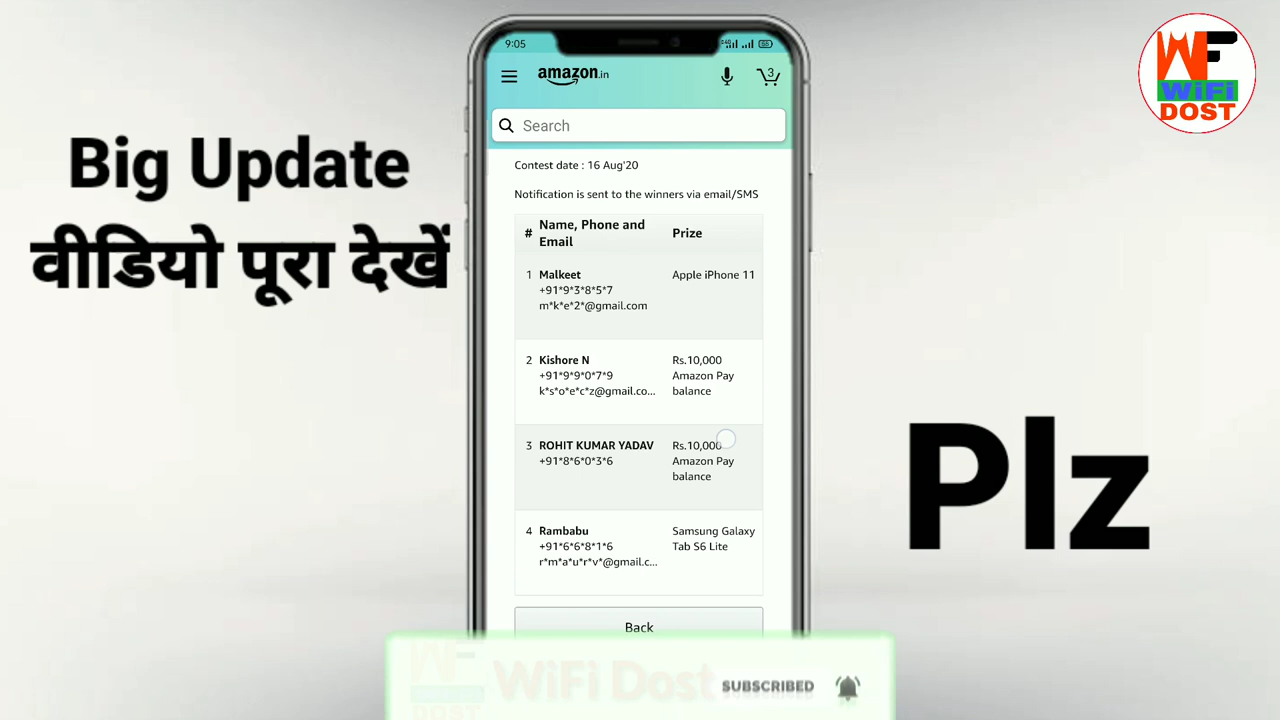 Big Update
वीडियो पूरा देखें
9:05
amazon.in
3
Search
Contest date : 16 Aug'20
Notification is sent to the winners via email/SMS
# Name, Phone and Email Prize
1 Malkeet Apple iPhone 11
+91*9*3*8*5*7
m*k*e*2*@gmail.com
2 Kishore N Rs.10,000
+91*9*9*0*7*9 Amazon Pay
k*s*o*e*c*z@gmail.co... balance
3 ROHIT KUMAR YADAV Rs.10,000
+91*8*6*0*3*6 Amazon Pay
balance
4 Rambabu Samsung Galaxy
+91*6*6*8*1*6 Tab S6 Lite
r*m*a*u*r*v*@gmail.c...
Back
WF
WiFi
DOST
Plz
WiFi Dost
SUBSCRIBED
WF
DOST